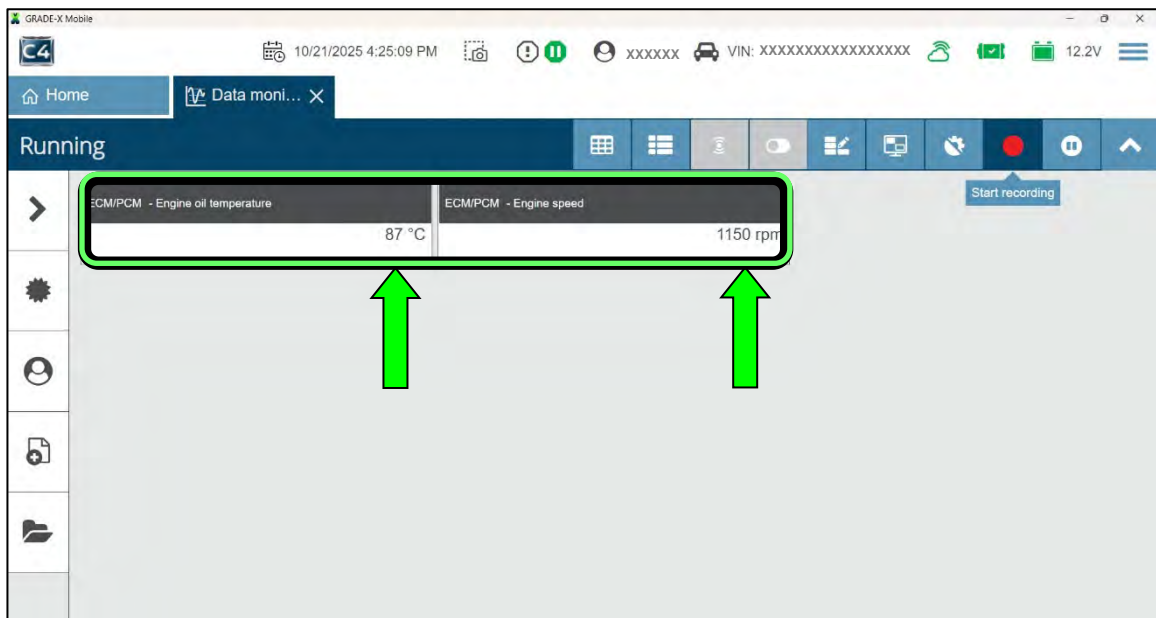 GRADE-X Mobile
C4 10/21/2025 4:25:09 PM xxxxxx VIN: xxxxxxxxxxxxxxxxx 12.2V
Home Data moni...
Running
Start recording
ECM/PCM - Engine oil temperature ECM/PCM - Engine speed
87 °C 1150 rpm